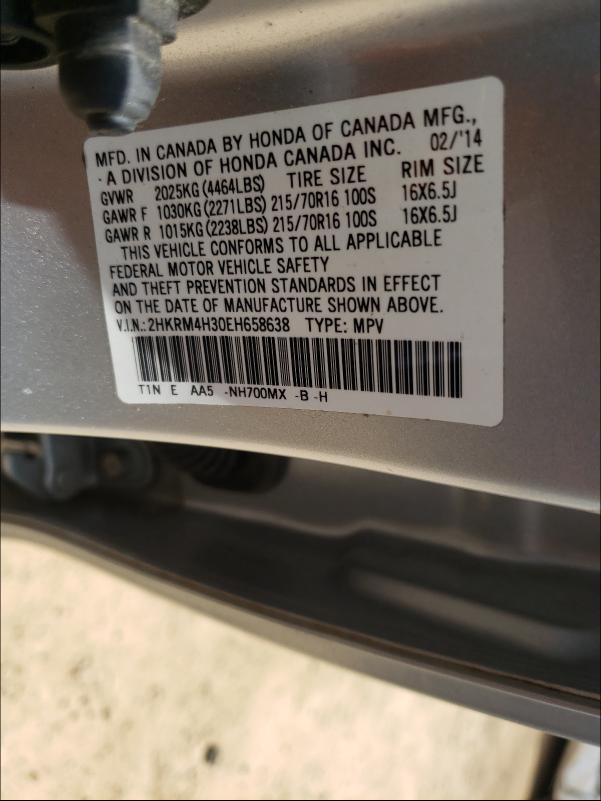 MFD. IN CANADA BY HONDA OF CANADA MFG.,
A DIVISION OF HONDA CANADA INC. 02/'14
GVWR 2025KG (4464LBS) TIRE SIZE RIM SIZE
GAWR F 1030KG (2271LBS) 215/70R16 100S 16X6.5J
GAWR R 1015KG (2238LBS) 215/70R16 100S 16X6.5J
THIS VEHICLE CONFORMS TO ALL APPLICABLE
FEDERAL MOTOR VEHICLE SAFETY
AND THEFT PREVENTION STANDARDS IN EFFECT
ON THE DATE OF MANUFACTURE SHOWN ABOVE.
V.I.N.: 2HKRM4H30EH658638 TYPE: MPV
T1N E AA5 -NH700MX -B -H